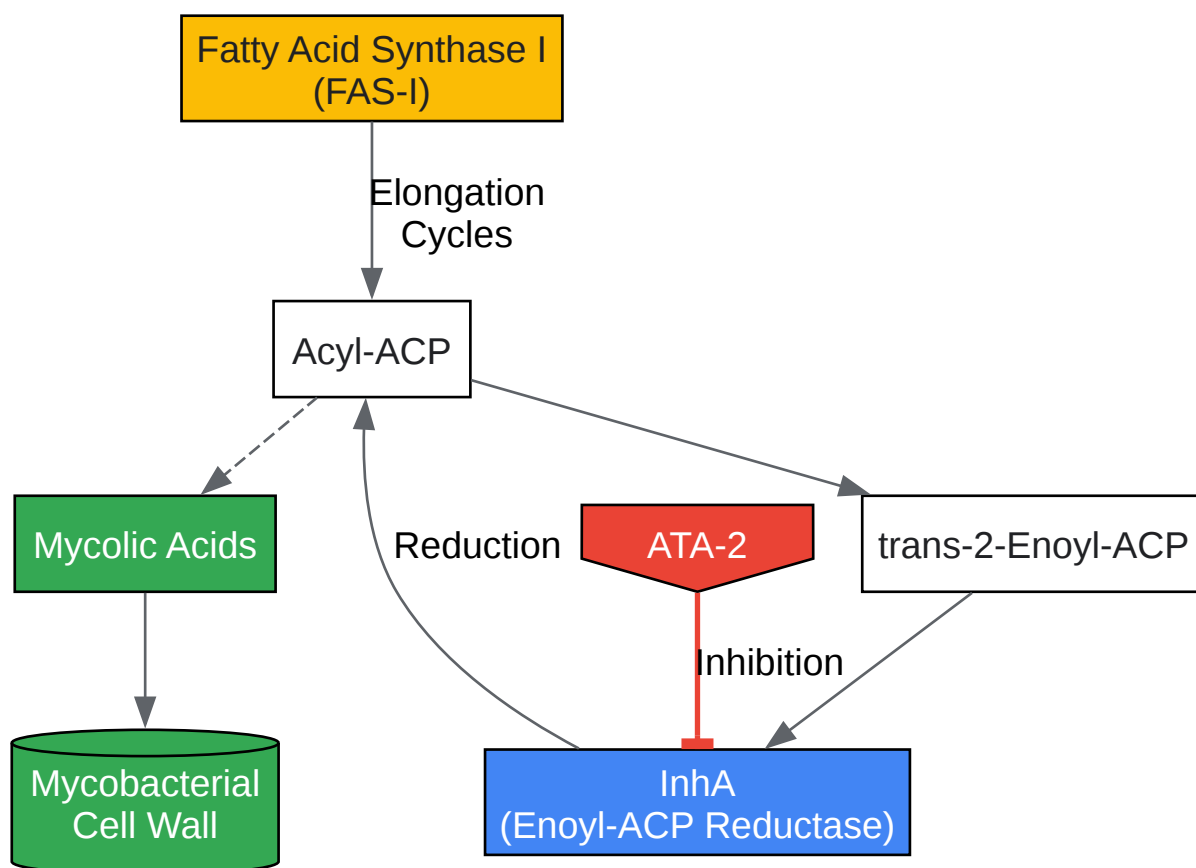 Fatty Acid Synthase I
(FAS-I)
Elongation
Cycles
Acyl-ACP
Mycolic Acids
Reduction
ATA-2
trans-2-Enoyl-ACP
Inhibition
Mycobacterial
Cell Wall
InhA
(Enoyl-ACP Reductase)